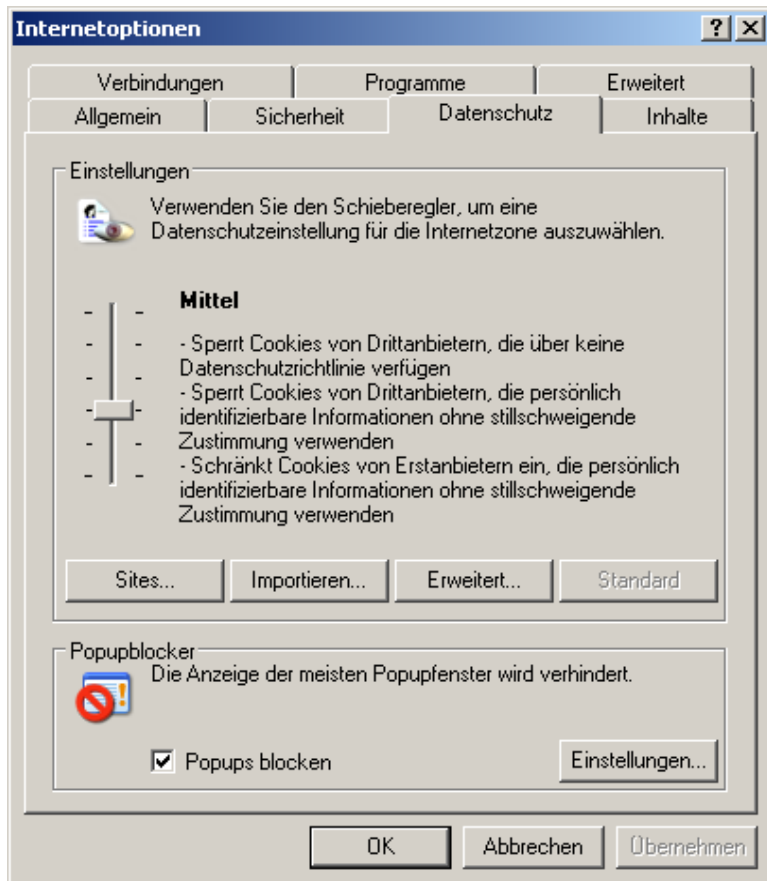 Internetoptionen
Verbindungen Programme Erweitert
Allgemein Sicherheit Datenschutz Inhalte
Einstellungen
Verwenden Sie den Schieberegler, um eine
Datenschutzeinstellung für die Internetzone auszuwählen.
Mittel
- Sperrt Cookies von Drittanbietern, die über keine
Datenschutzrichtlinie verfügen
- Sperrt Cookies von Drittanbietern, die persönlich
identifizierbare Informationen ohne stillschweigende
Zustimmung verwenden
- Schränkt Cookies von Erstanbietern ein, die persönlich
identifizierbare Informationen ohne stillschweigende
Zustimmung verwenden
Sites... Importieren... Erweitert... Standard
Popupblocker
Die Anzeige der meisten Popupfenster wird verhindert.
Popups blocken Einstellungen...
OK Abbrechen Übernehmen